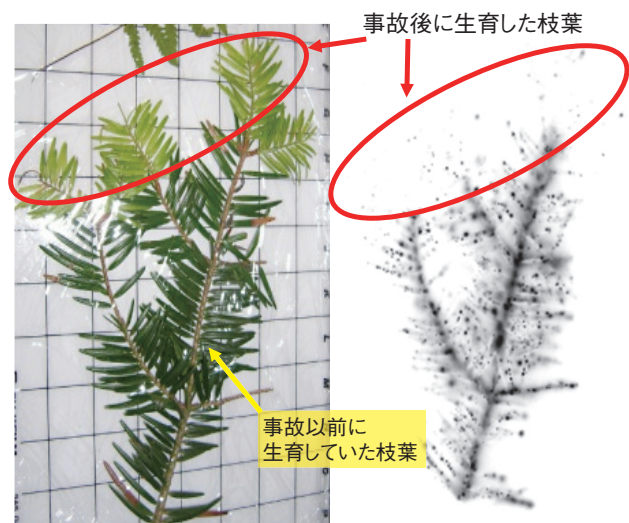 事故後に生育した枝葉
事故以前に
生育していた枝葉